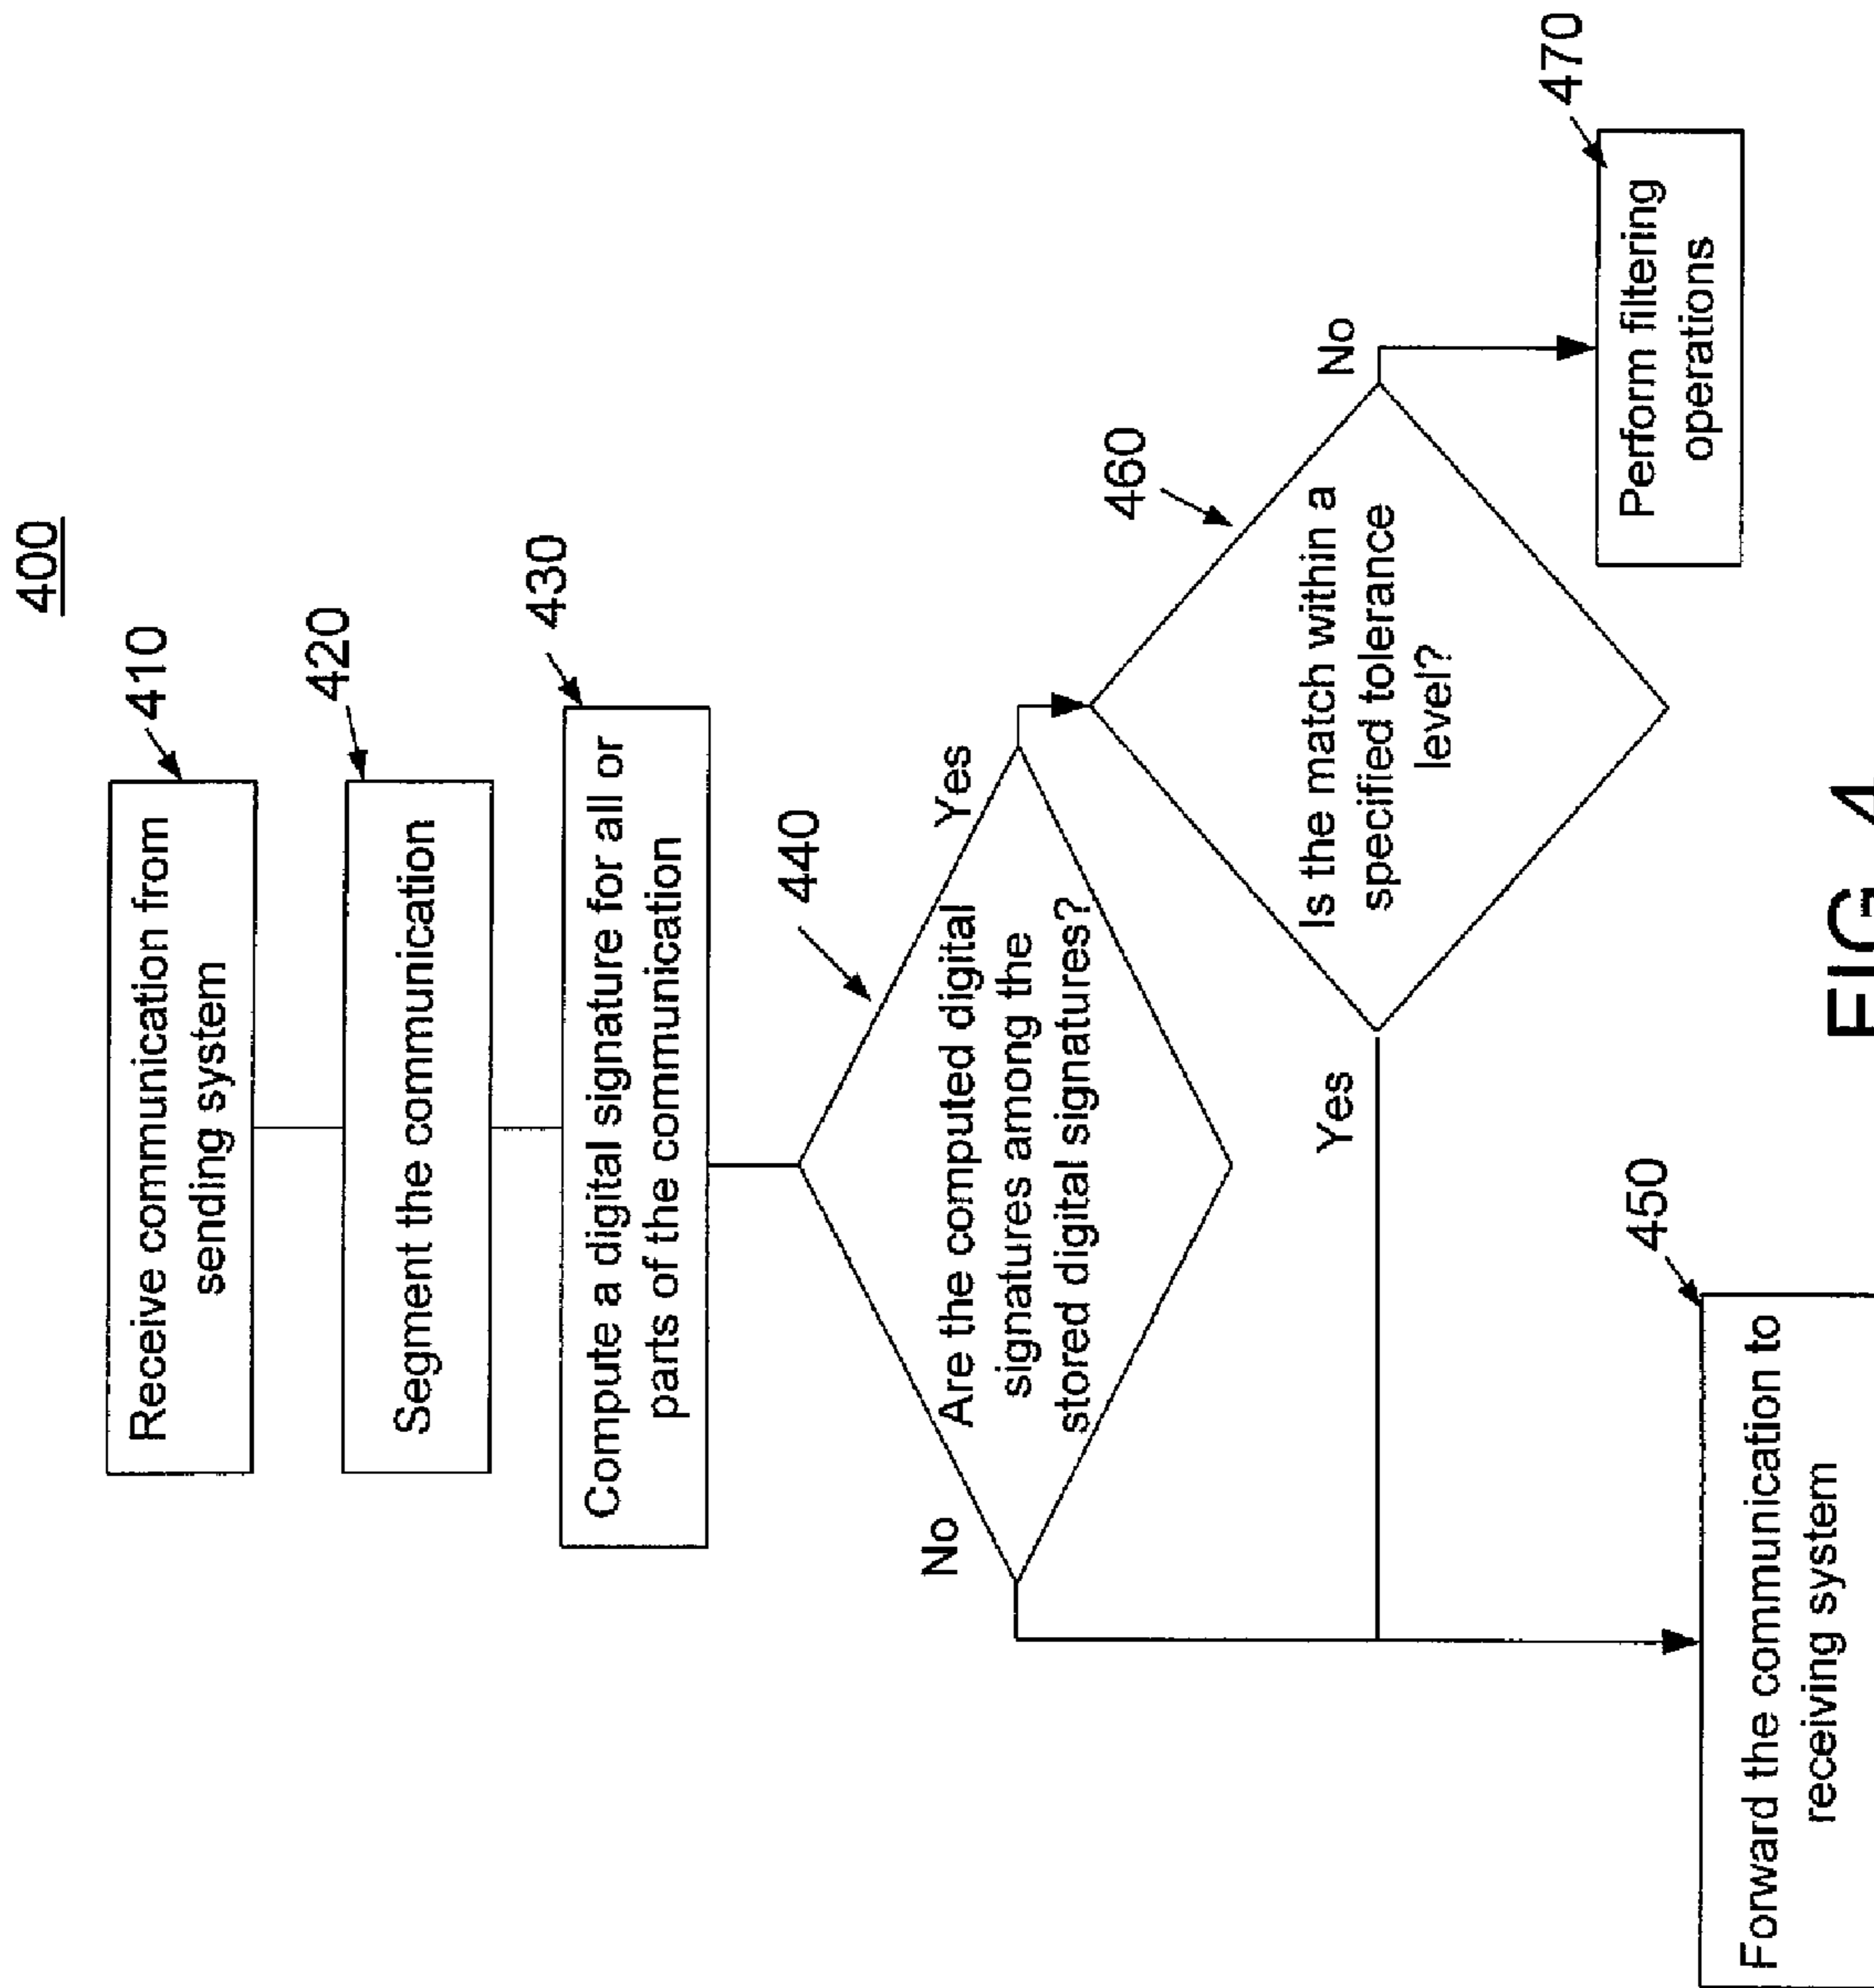 400
410
Receive communication from
sending system
420
Segment the communication
430
Compute a digital signature for all or
parts of the communication
440
Are the computed digital
signatures among the
stored digital signatures?
No
Yes
460
Is the match within a
specified tolerance
level?
Yes
No
450
Forward the communication to
receiving system
470
Perform filtering
operations
FIG 4